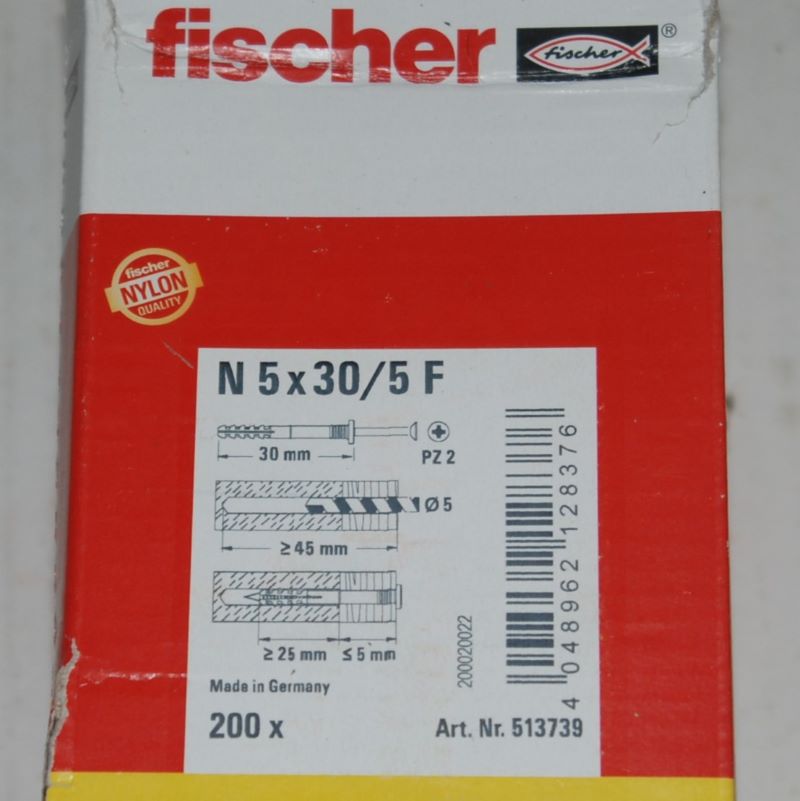 fischer
fischer ®
fischer
NYLON
QUALITY
N 5 x 30/5 F
30 mm
PZ 2
Ø 5
≥ 45 mm
≥ 25 mm ≤ 5 mm
Made in Germany
200 x
Art. Nr. 513739
200020022
4 048962 128376